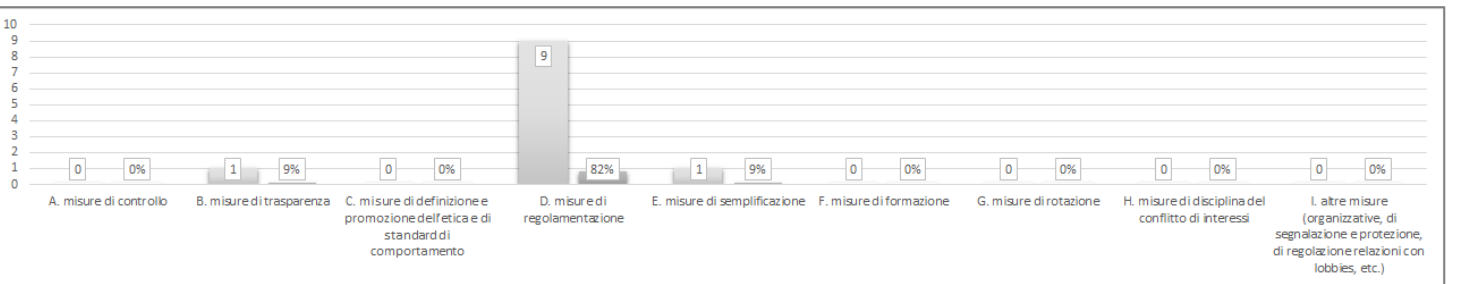 10
9
8
7
6
5
4
3
2
1
0
9
82%
0
0%
1
9%
0
0%
1
9%
0
0%
0
0%
0
0%
0
0%
A. misure di controllo
B. misure di trasparenza
C. misure di definizione e
promozione dell'etica e di
standard di
comportamento
D. misure di
regolamentazione
E. misure di semplificazione
F. misure di formazione
G. misure di rotazione
H. misure di disciplina del
conflitto di interessi
I. altre misure
(organizzative, di
segnalazione e protezione,
di regolazione relazioni con
lobbies, etc.)